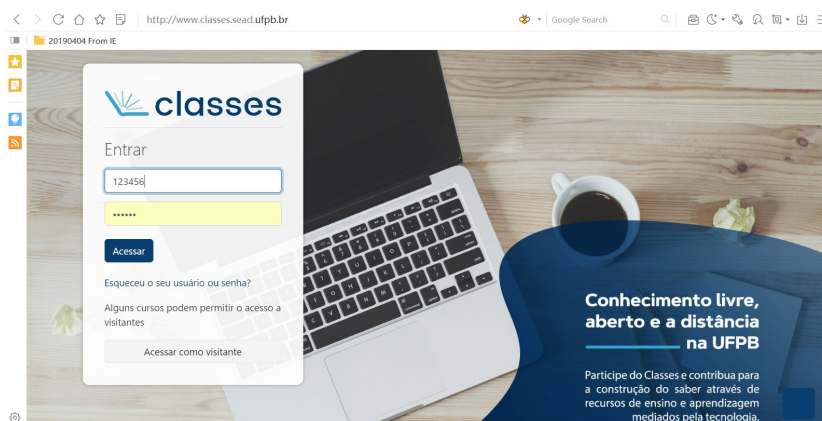 http://www.classes.sead.ufpb.br
Google Search
20190404 From IE
classes
Entrar
123456
••••••
Acessar
Esqueceu o seu usuário ou senha?
Alguns cursos podem permitir o acesso a
visitantes
Acessar como visitante
Conhecimento livre,
aberto e a distância
na UFPB
Participe do Classes e contribua para
a construção do saber através de
recursos de ensino e aprendizagem
mediados pela tecnologia.